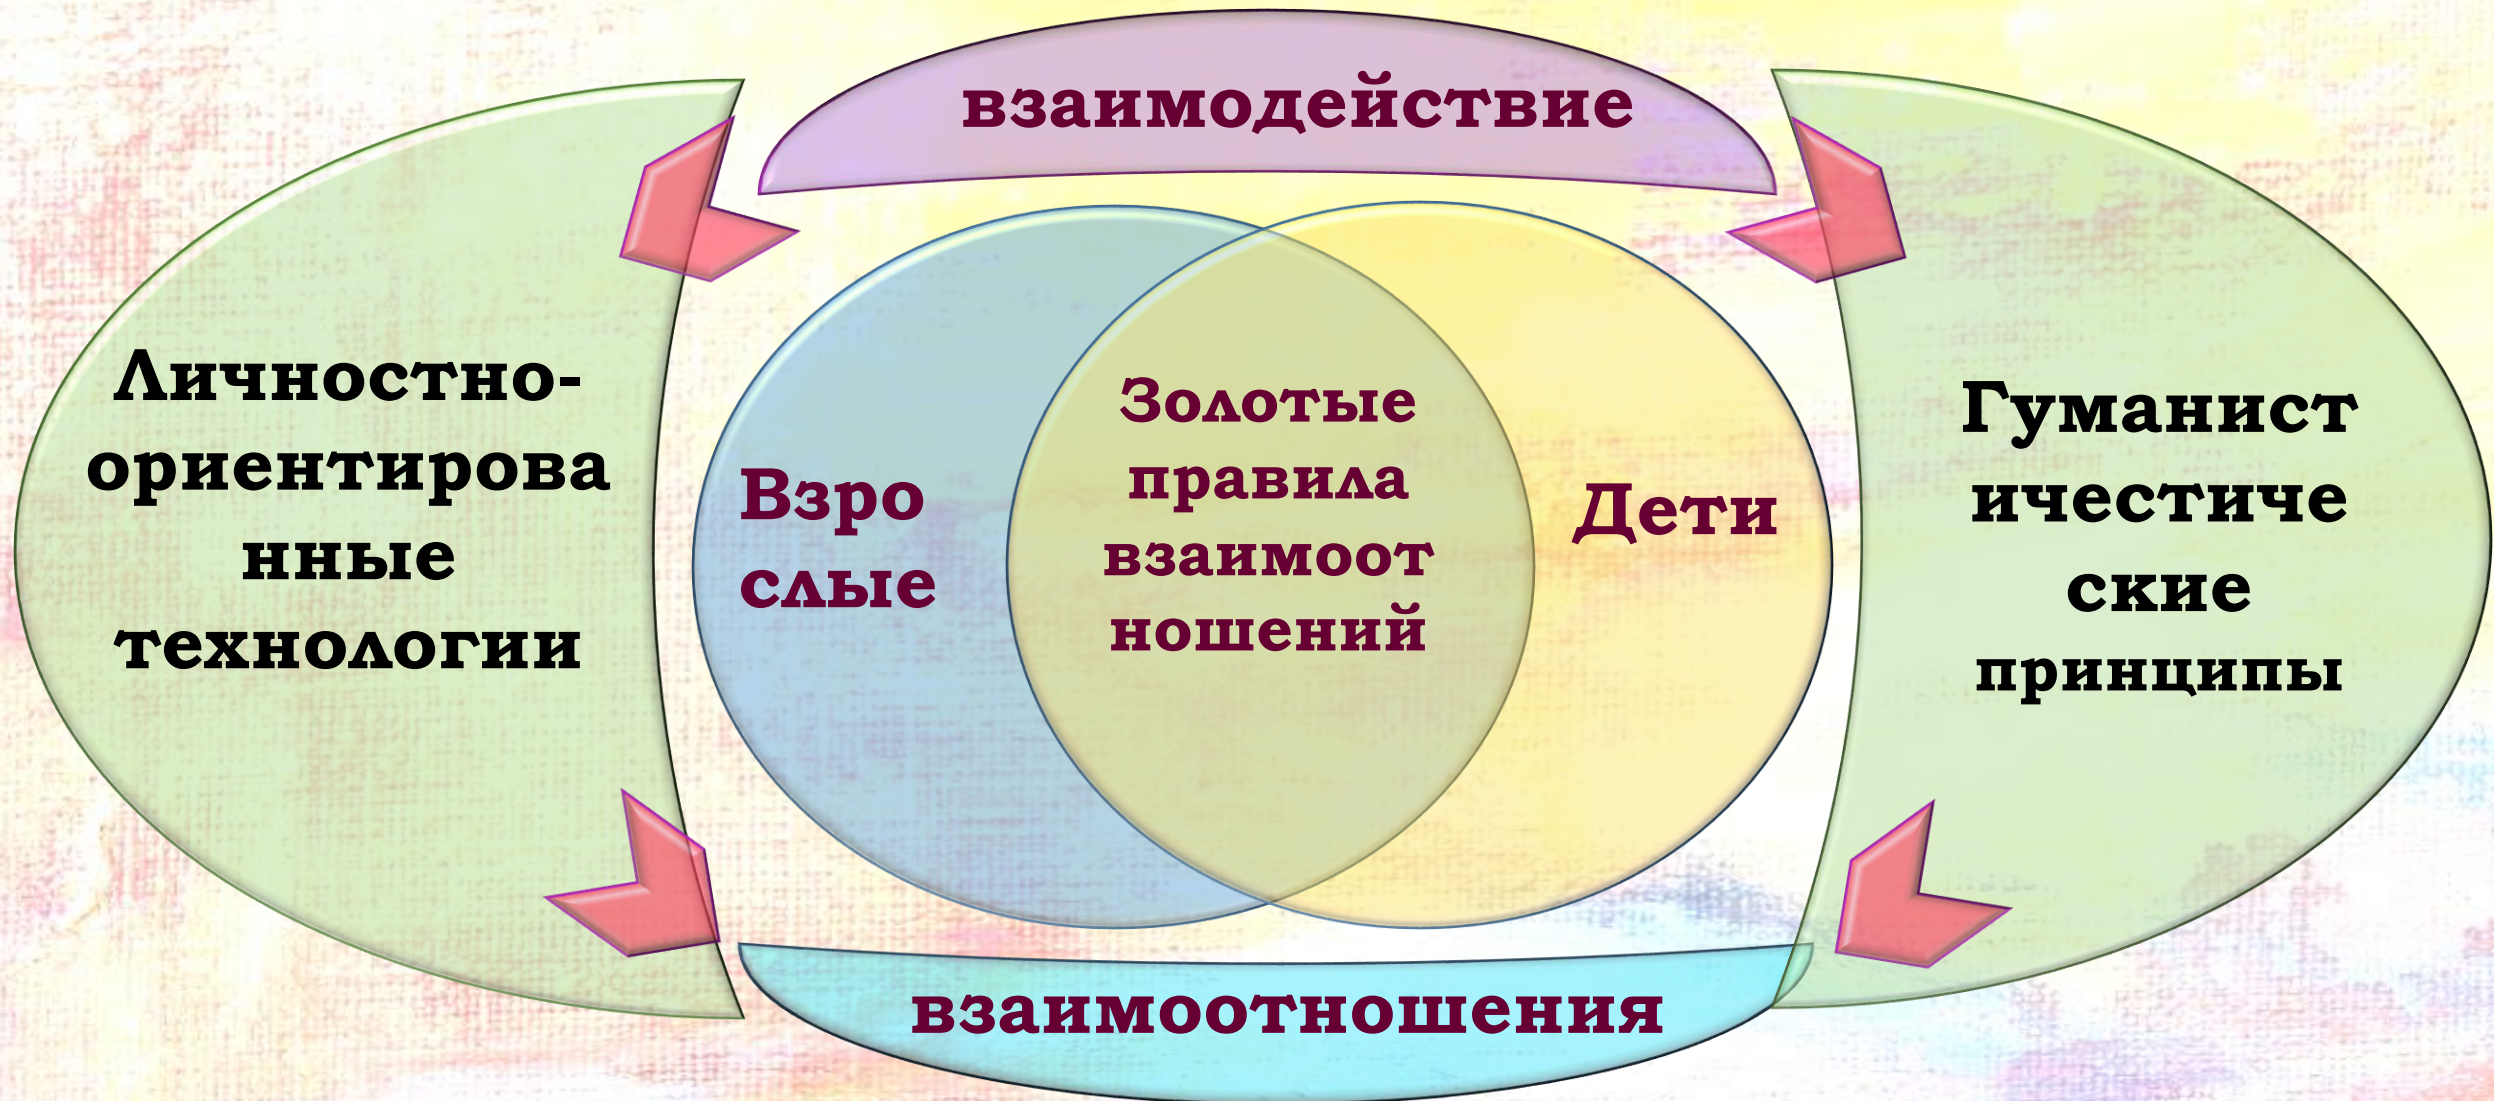 взаимодействие
Личностно-
ориентирова
нные
технологии
Взро
слые
Золотые
правила
взаимоот
ношений
Дети
Гуманист
ичестиче
ские
принципы
взаимоотношения